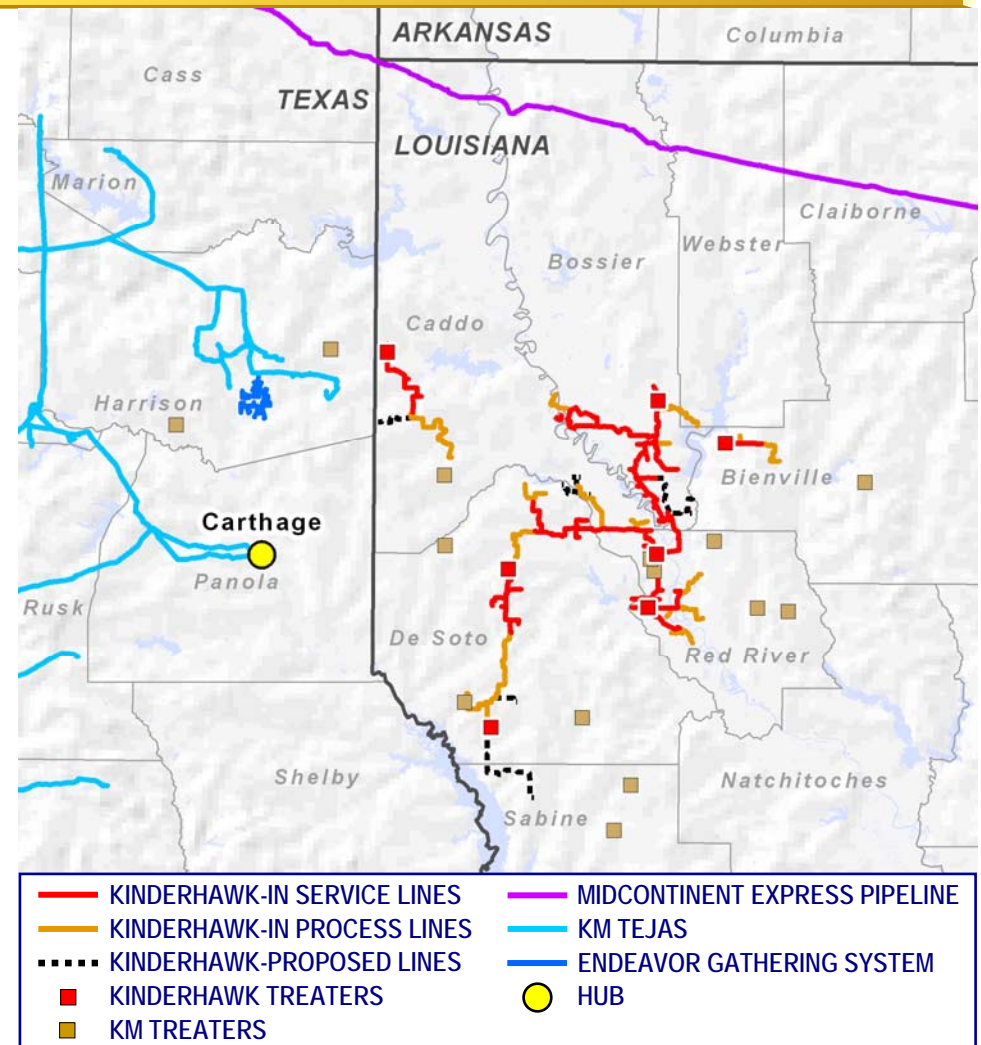 ARKANSAS
Columbia
Cass
TEXAS
LOUISIANA
Marion
Claiborne
Webster
Bossier
Caddo
Harrison
Bienville
Carthage
Panola
Rusk
De Soto
Red River
Shelby
Natchitoches
Sabine
KINDERHAWK-IN SERVICE LINES
KINDERHAWK-IN PROCESS LINES
KINDERHAWK-PROPOSED LINES
KINDERHAWK TREATERS
KM TREATERS
MIDCONTINENT EXPRESS PIPELINE
KM TEJAS
ENDEAVOR GATHERING SYSTEM
HUB